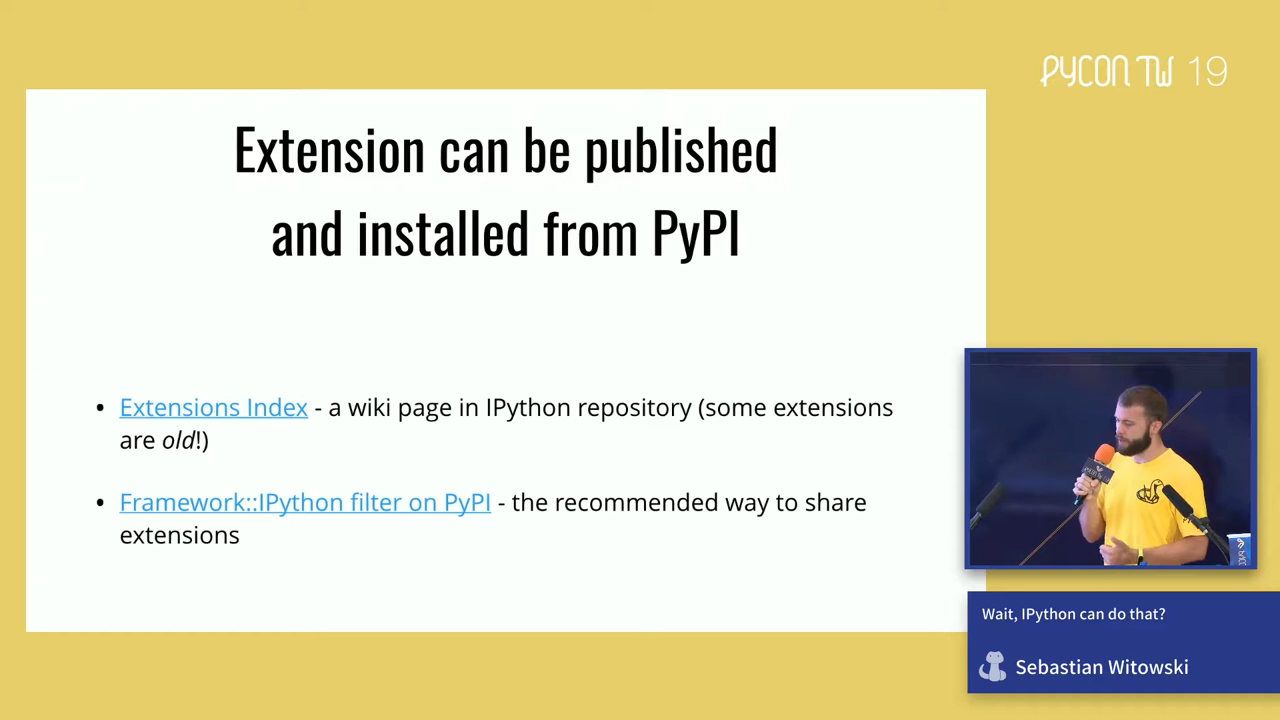 PYCON TW 19
Extension can be published
and installed from PyPI
• Extensions Index - a wiki page in IPython repository (some extensions
are old!)
• Framework::IPython filter on PyPI - the recommended way to share
extensions
Wait, IPython can do that?
Sebastian Witowski